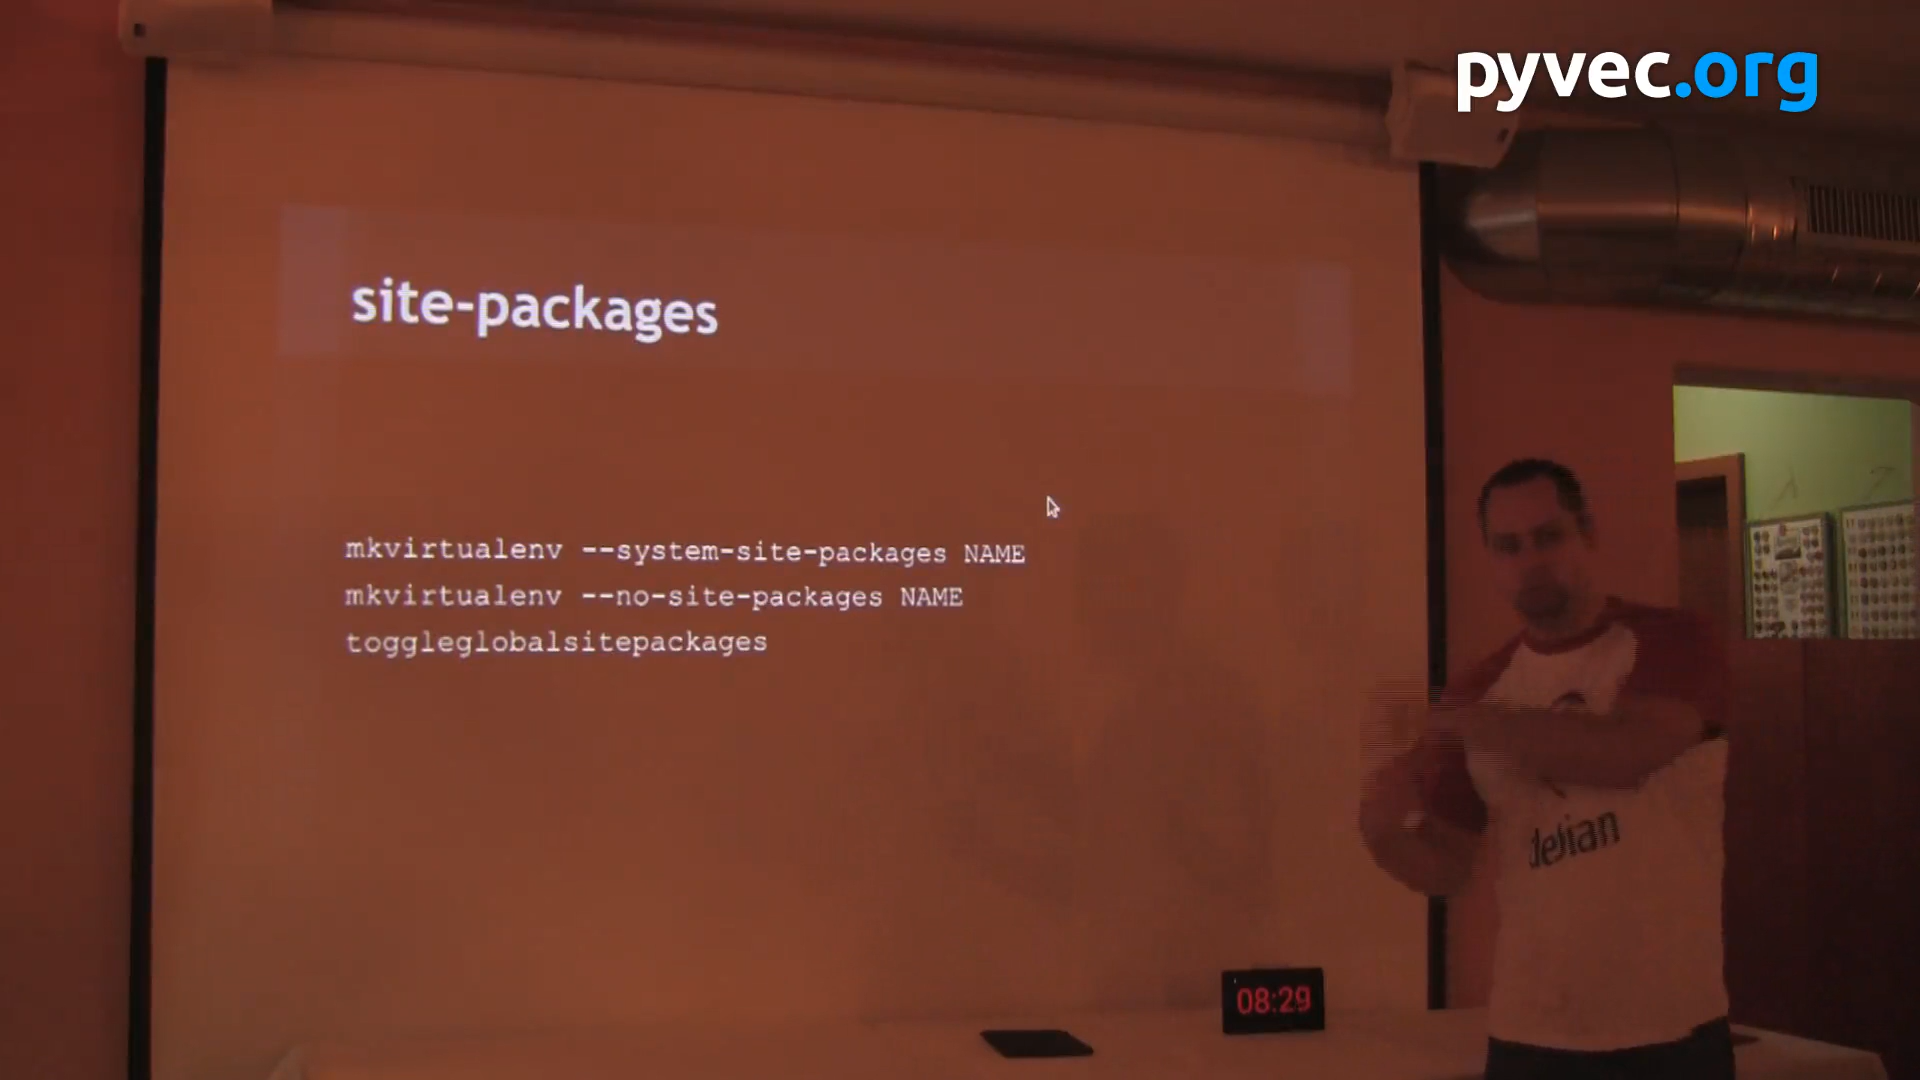 pyvec.org
site-packages
mkvirtualenv --system-site-packages NAME
mkvirtualenv --no-site-packages NAME
toggleglobalsitepackages
debian
08:29